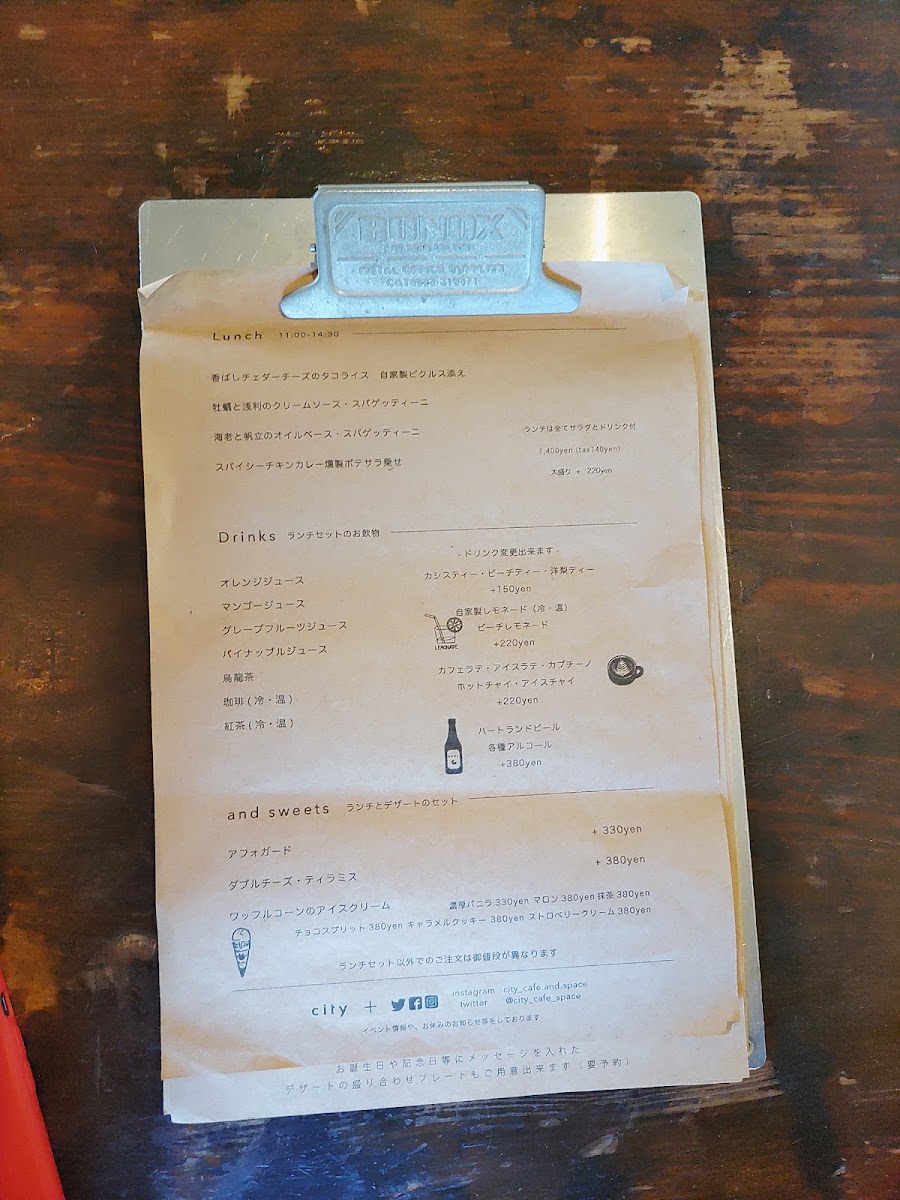 BONOX
METAL OFFICE SUPPLIES
Lunch 11:00-14:30
香ばしチェダーチーズのタコライス 自家製ピクルス添え
牡蠣と浅利のクリームソース・スパゲッティーニ
海老と帆立のオイルベース・スパゲッティーニ
ランチは全てサラダとドリンク付
1,400yen (tax140yen)
スパイシーチキンカレー燻製ポテサラ乗せ
大盛り + 220yen
Drinks ランチセットのお飲物
- ドリンク変更出来ます -
オレンジジュース
マンゴージュース
グレープフルーツジュース
パイナップルジュース
烏龍茶
珈琲 ( 冷・温 )
紅茶 ( 冷・温 )
カシスティー・ピーチティー・洋梨ティー
+150yen
自家製レモネード（冷・温）
ピーチレモネード
+220yen
LEMONADE
カフェラテ・アイスラテ・カプチーノ
ホットチャイ・アイスチャイ
+220yen
ハートランドビール
各種アルコール
+380yen
and sweets ランチとデザートのセット
アフォガード + 330yen
ダブルチーズ・ティラミス + 380yen
ワッフルコーンのアイスクリーム 濃厚バニラ 330yen マロン 380yen 抹茶 380yen
チョコスプリット 380yen キャラメルクッキー 380yen ストロベリークリーム 380yen
ランチセット以外でのご注文は御値段が異なります
city +
instagram city_cafe.and.space
twitter @city_cafe_space
イベント情報や、お休みのお知らせ等をしております
お誕生日や記念日等にメッセージを入れた
デザートの盛り合わせプレートもご用意出来ます（要予約）